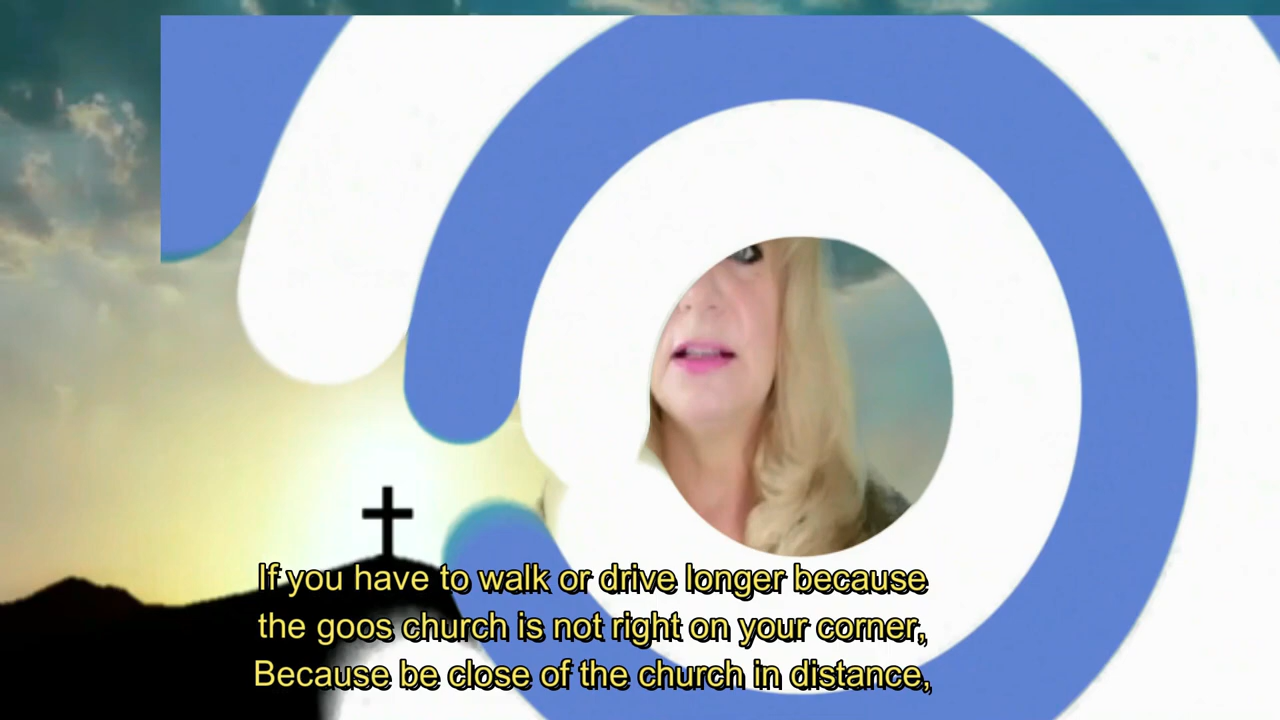 If you have to walk or drive longer because
the goos church is not right on your corner,
Because be close of the church in distance,